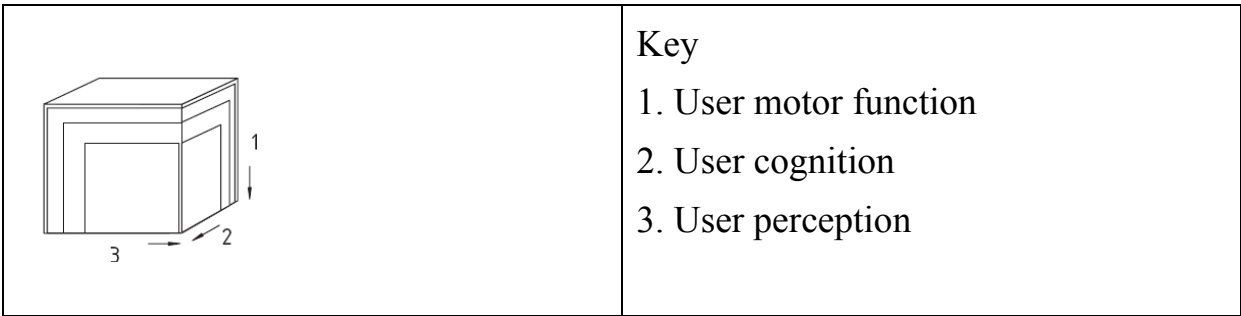 Key
1. User motor function
2. User cognition
3. User perception
1
2
3